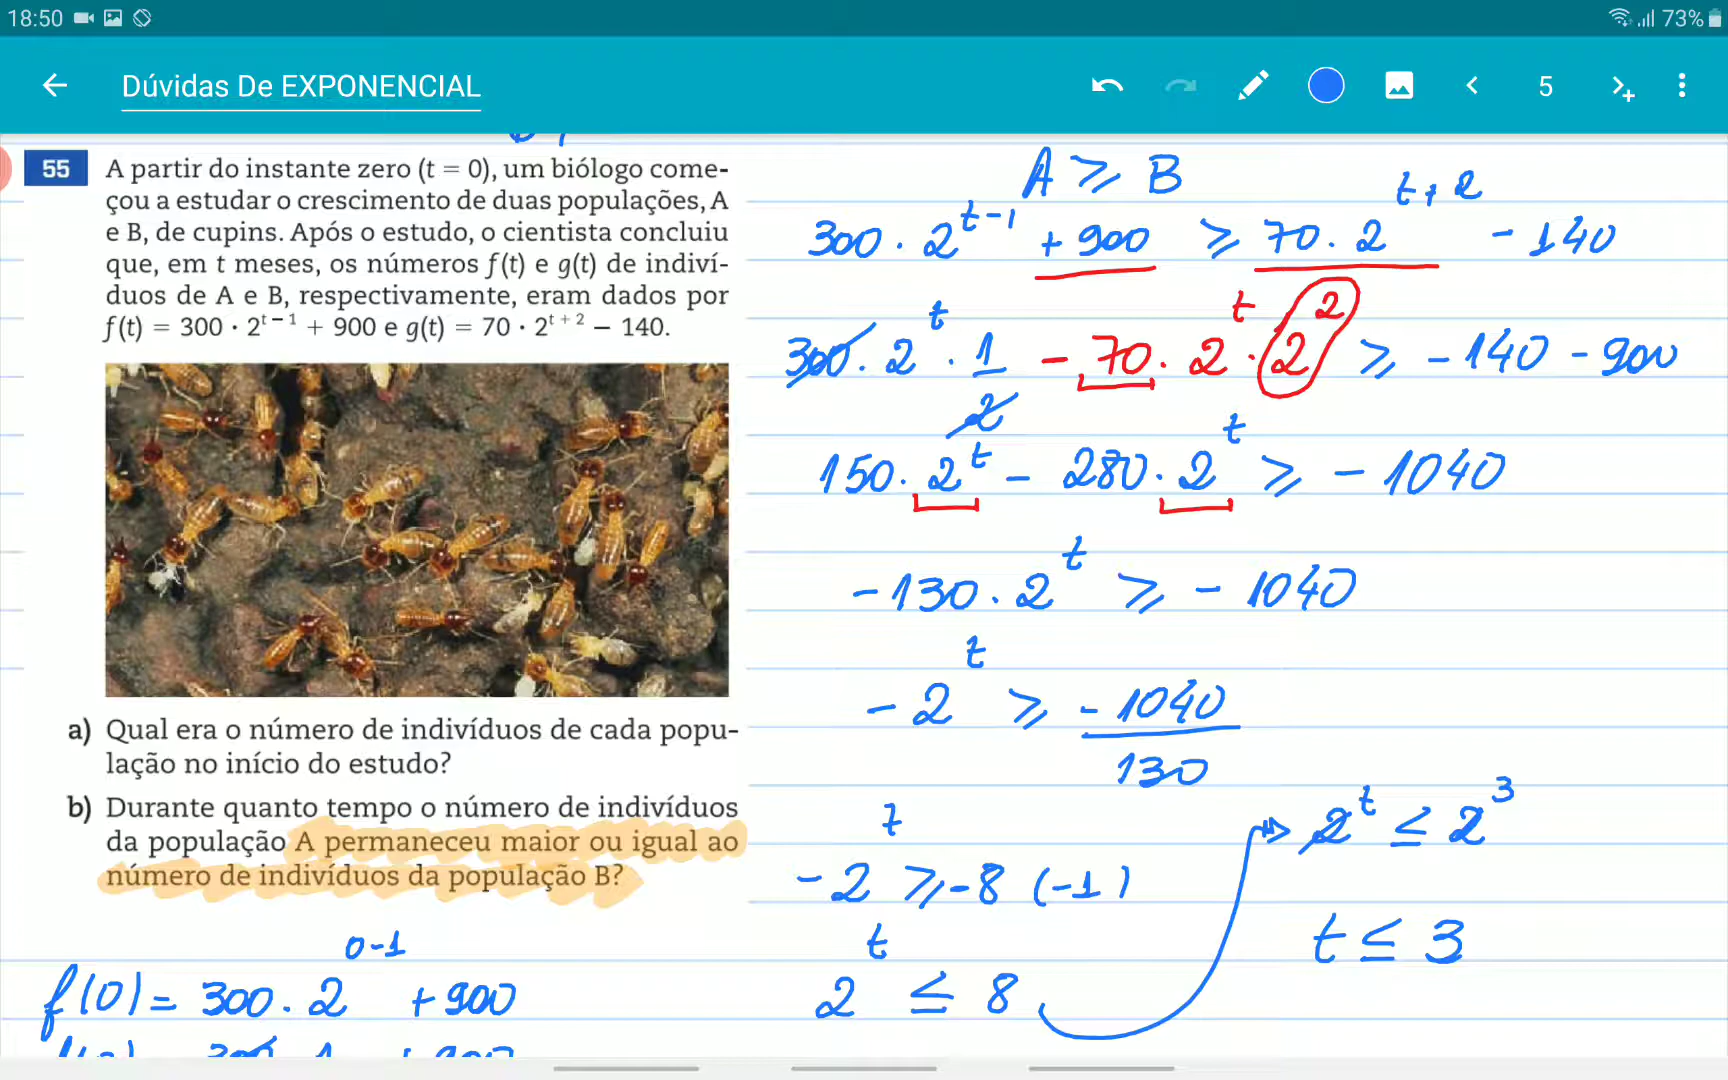 18:50 73%
Dúvidas De EXPONENCIAL 5
55 A partir do instante zero (t = 0), um biólogo come-
çou a estudar o crescimento de duas populações, A
e B, de cupins. Após o estudo, o cientista concluiu
que, em t meses, os números f(t) e g(t) de indiví-
duos de A e B, respectivamente, eram dados por
f(t) = 300 · 2^{t – 1} + 900 e g(t) = 70 · 2^{t + 2} – 140.
a) Qual era o número de indivíduos de cada popu-
lação no início do estudo?
b) Durante quanto tempo o número de indivíduos
da população A permaneceu maior ou igual ao
número de indivíduos da população B?
f(0) = 300 . 2^{0-1} + 900
A ⩾ B
300 . 2^{t-1} + 900 ⩾ 70 . 2^{t+2} - 140
300 . 2^t . 1/2 - 70 . 2^t . 2^2 ⩾ -140 - 900
150 . 2^t - 280 . 2^t ⩾ - 1040
-130 . 2^t ⩾ - 1040
- 2^t ⩾ - 1040/130
- 2^t ⩾ - 8 (-1)
2^t ≤ 8
2^t ≤ 2^3
t ≤ 3